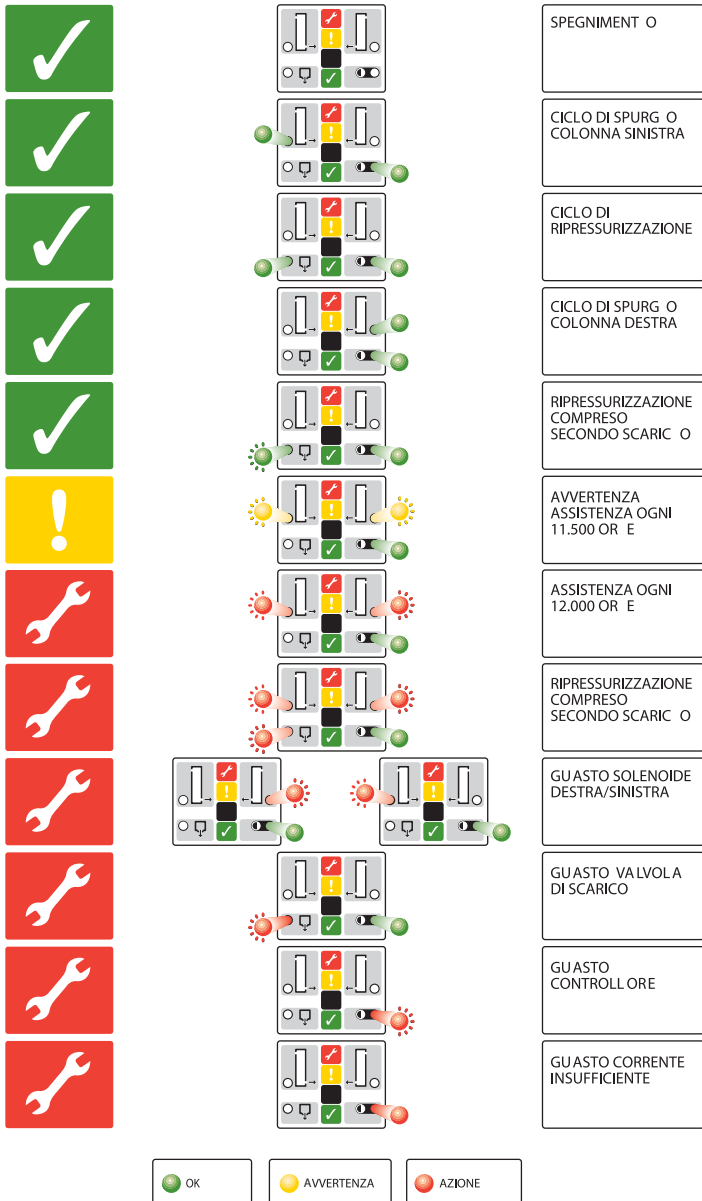 SPEGNIMENT O
CICLO DI SPURG O
COLONNA SINISTRA
CICLO DI
RIPRESSURIZZAZIONE
CICLO DI SPURG O
COLONNA DESTRA
RIPRESSURIZZAZIONE
COMPRESO
SECONDO SCARIC O
AVVERTENZA
ASSISTENZA OGNI
11.500 OR E
ASSISTENZA OGNI
12.000 OR E
RIPRESSURIZZAZIONE
COMPRESO
SECONDO SCARIC O
GU ASTO SOLENOIDE
DESTRA/SINISTRA
GU ASTO VA LVOL A
DI SCARICO
GU ASTO
CONTROLL ORE
GU ASTO CORRENTE
INSUFFICIENTE
OK
AVVERTENZA
AZIONE